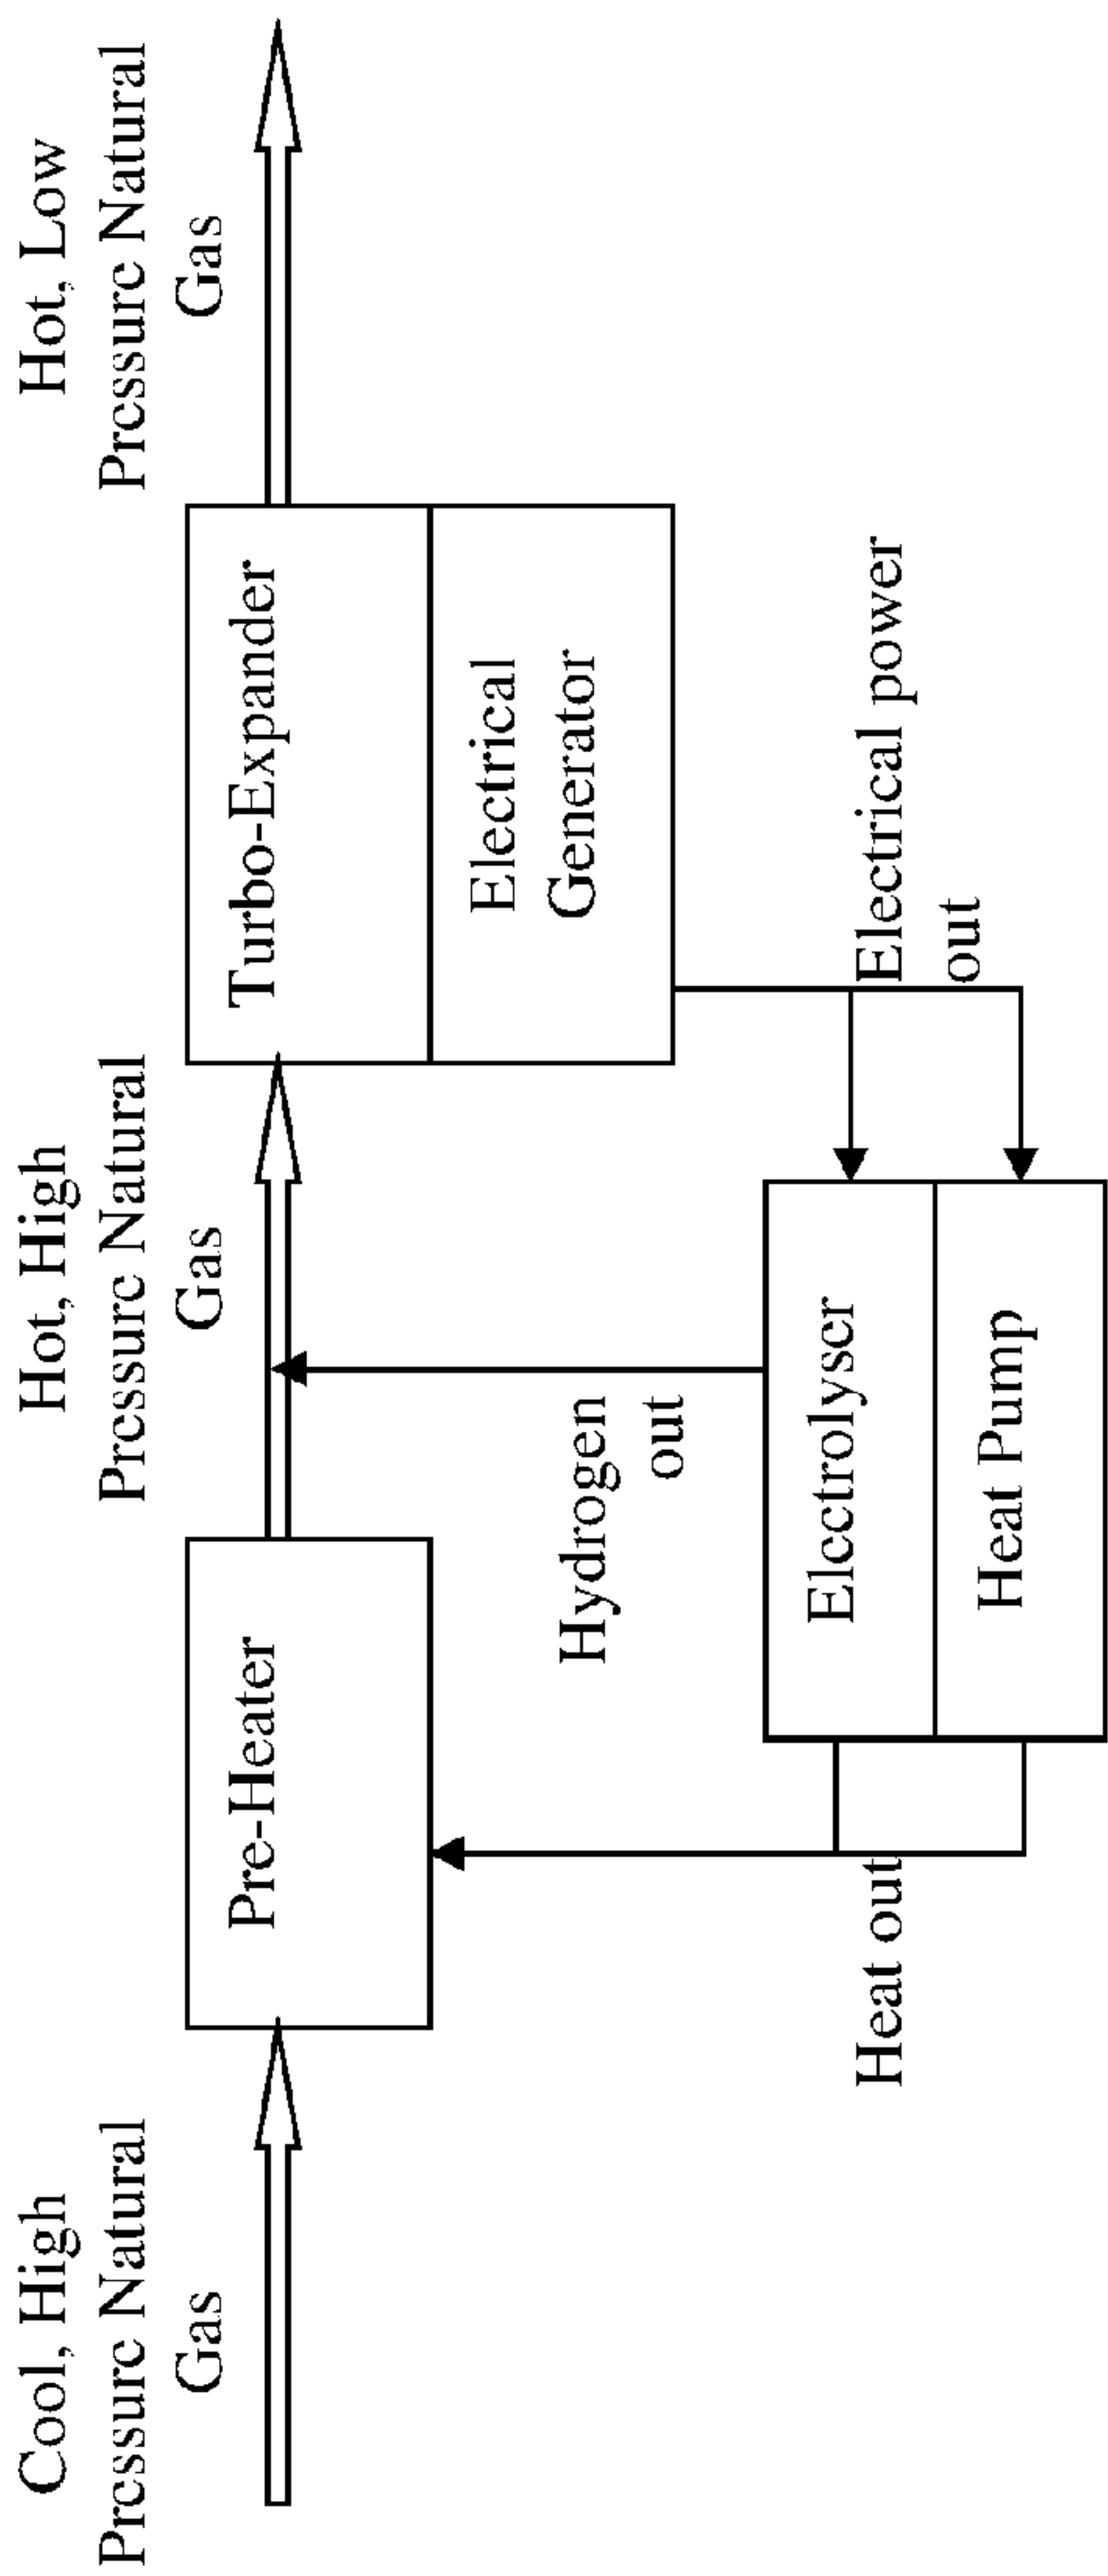 Cool, High
Pressure Natural
Gas
Hot, High
Pressure Natural
Gas
Hot, Low
Pressure Natural
Gas
Pre-Heater
Turbo-Expander
Electrical
Generator
Hydrogen
out
Electrical power
out
Heat out
Electrolyser
Heat Pump